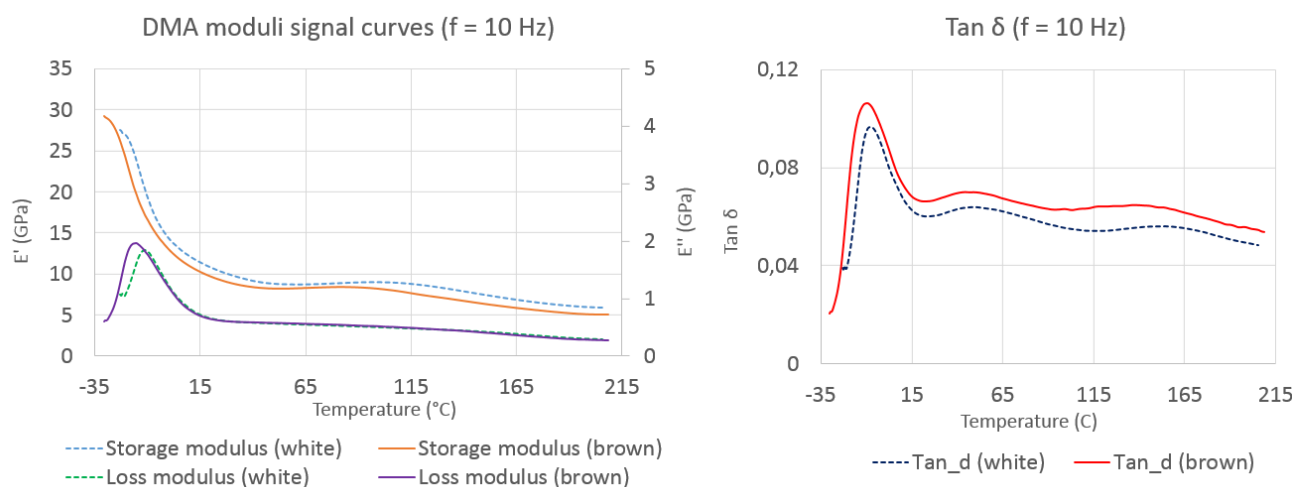 DMA moduli signal curves (f = 10 Hz)
E' (GPa)
35
30
25
20
15
10
5
0
5
4
3
2
1
0
E'' (GPa)
-35 15 65 115 165 215
Temperature (°C)
Storage modulus (white) Storage modulus (brown)
Loss modulus (white) Loss modulus (brown)
Tan δ (f = 10 Hz)
Tan δ
0,12
0,08
0,04
0
-35 15 65 115 165 215
Temperature (C)
Tan_d (white) Tan_d (brown)